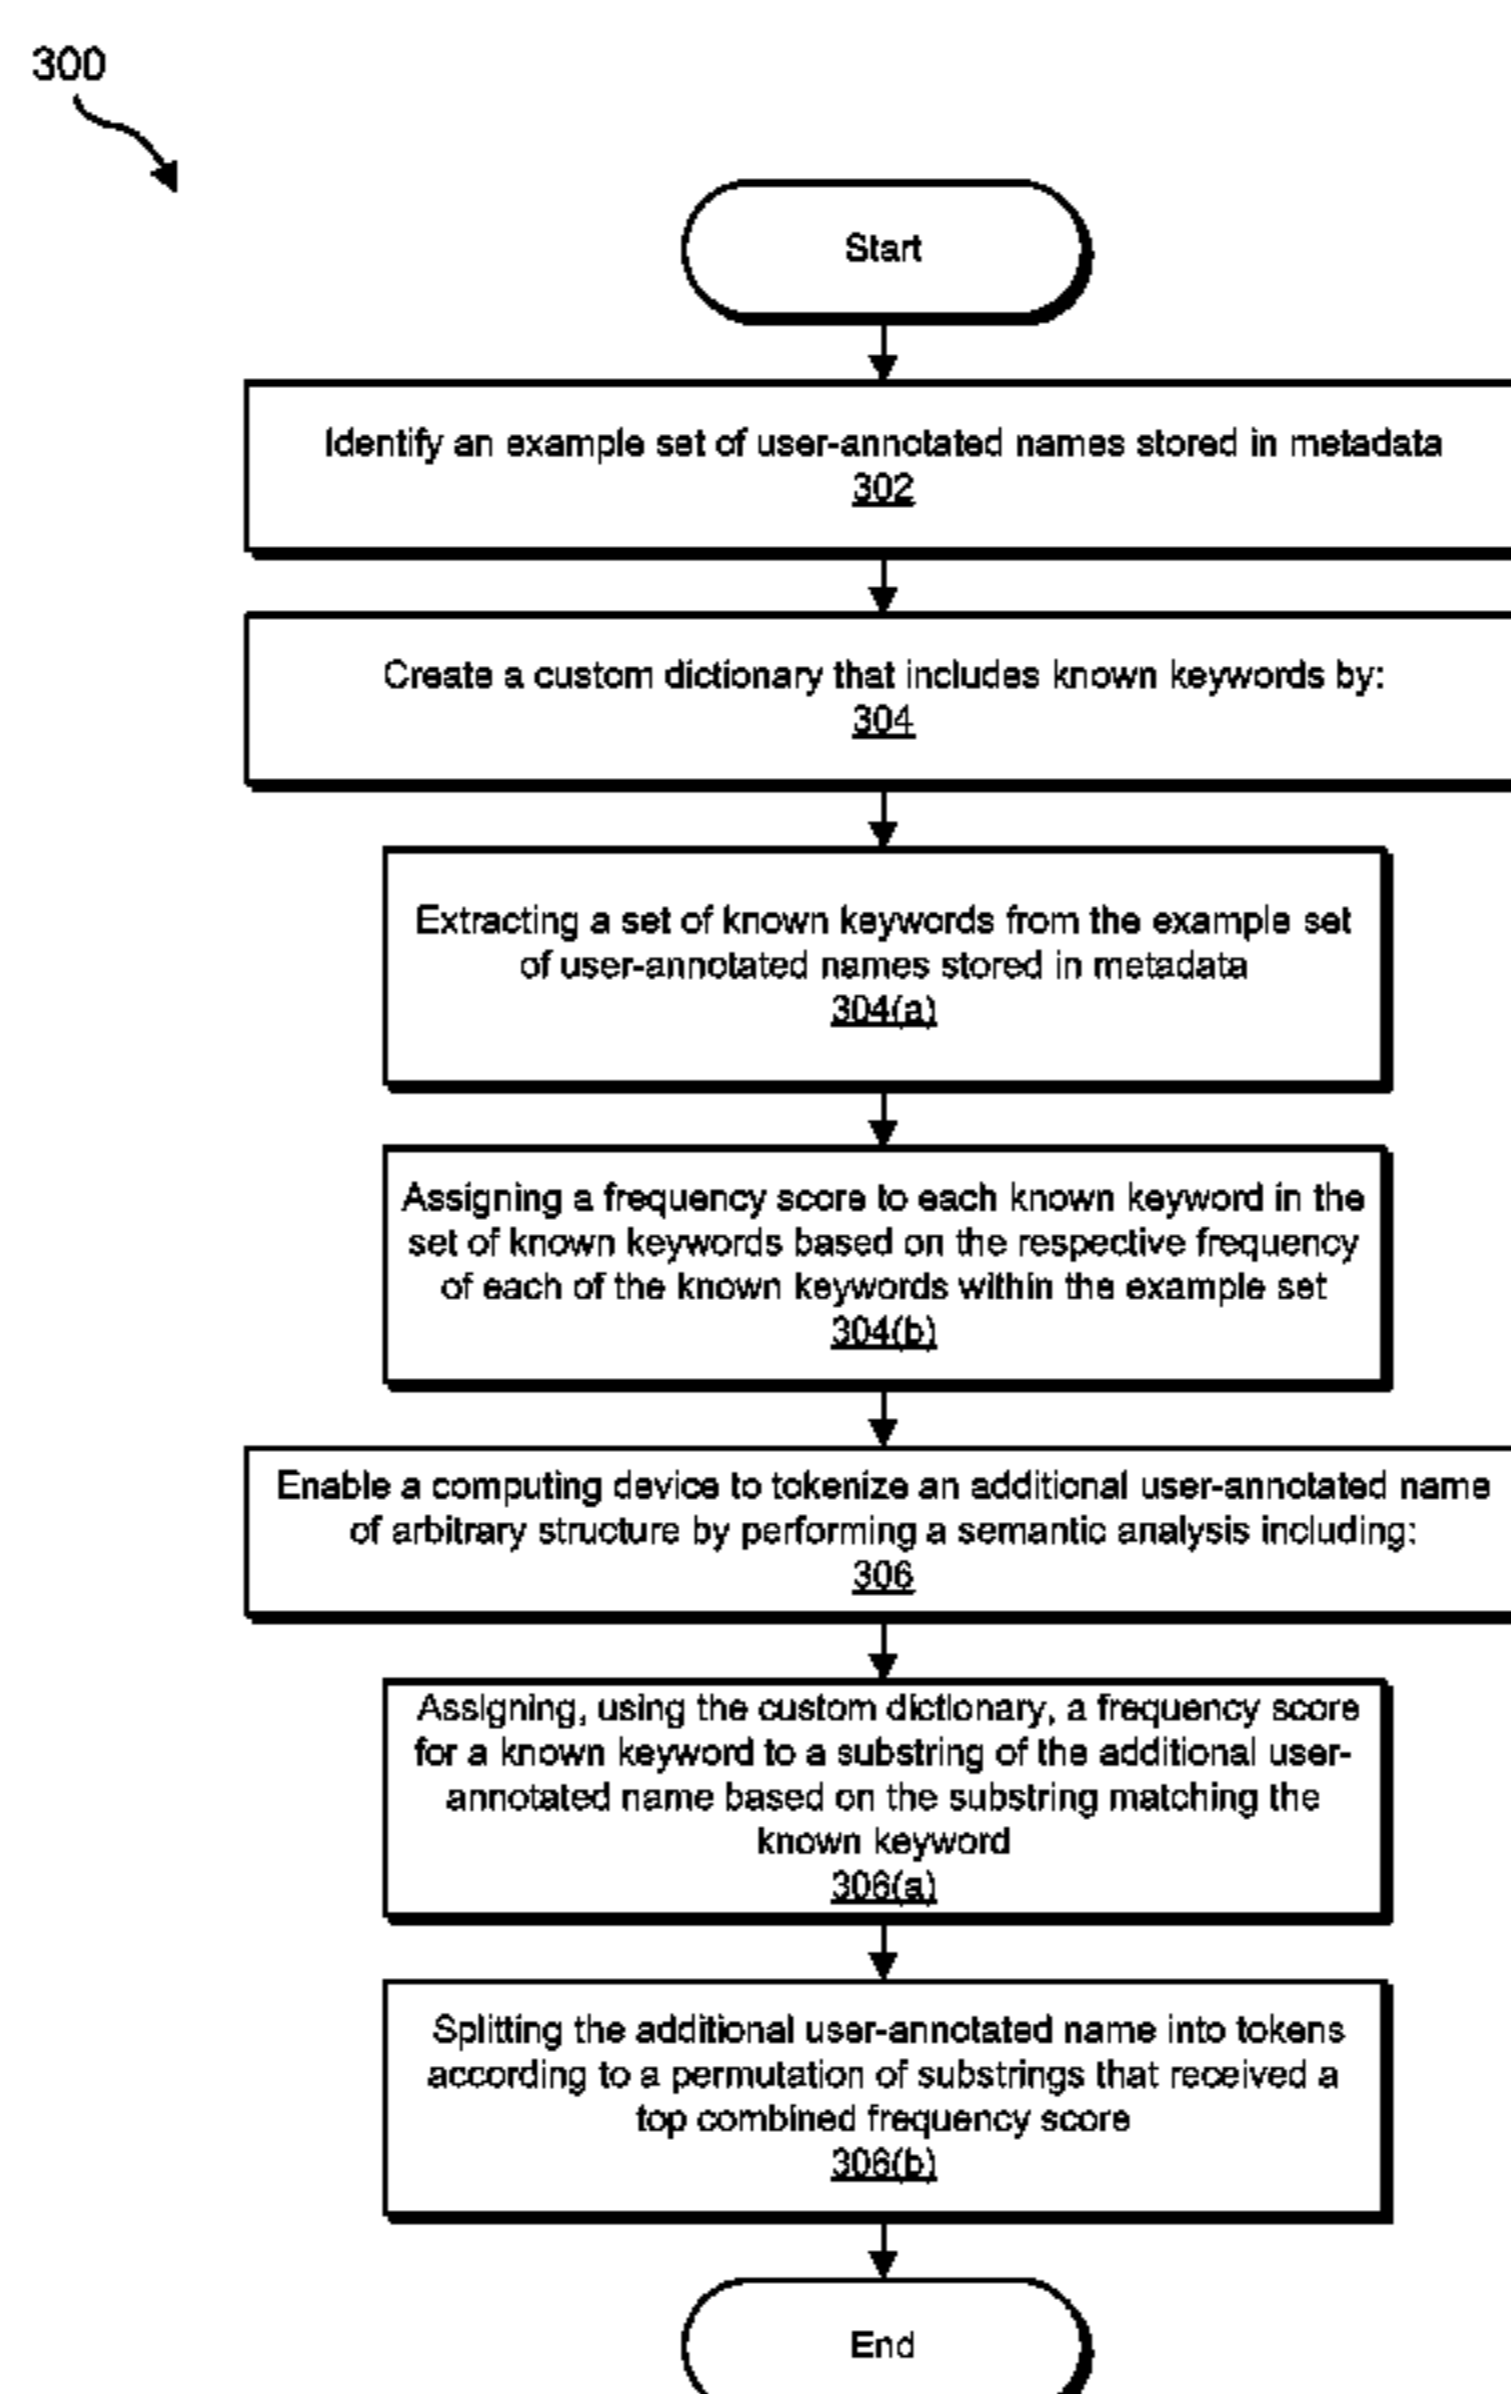 300
Start
Identify an example set of user-annotated names stored in metadata
302
Create a custom dictionary that includes known keywords by:
304
Extracting a set of known keywords from the example set
of user-annotated names stored in metadata
304(a)
Assigning a frequency score to each known keyword in the
set of known keywords based on the respective frequency
of each of the known keywords within the example set
304(b)
Enable a computing device to tokenize an additional user-annotated name
of arbitrary structure by performing a semantic analysis including:
306
Assigning, using the custom dictionary, a frequency score
for a known keyword to a substring of the additional user-
annotated name based on the substring matching the
known keyword
306(a)
Splitting the additional user-annotated name into tokens
according to a permutation of substrings that received a
top combined frequency score
306(b)
End